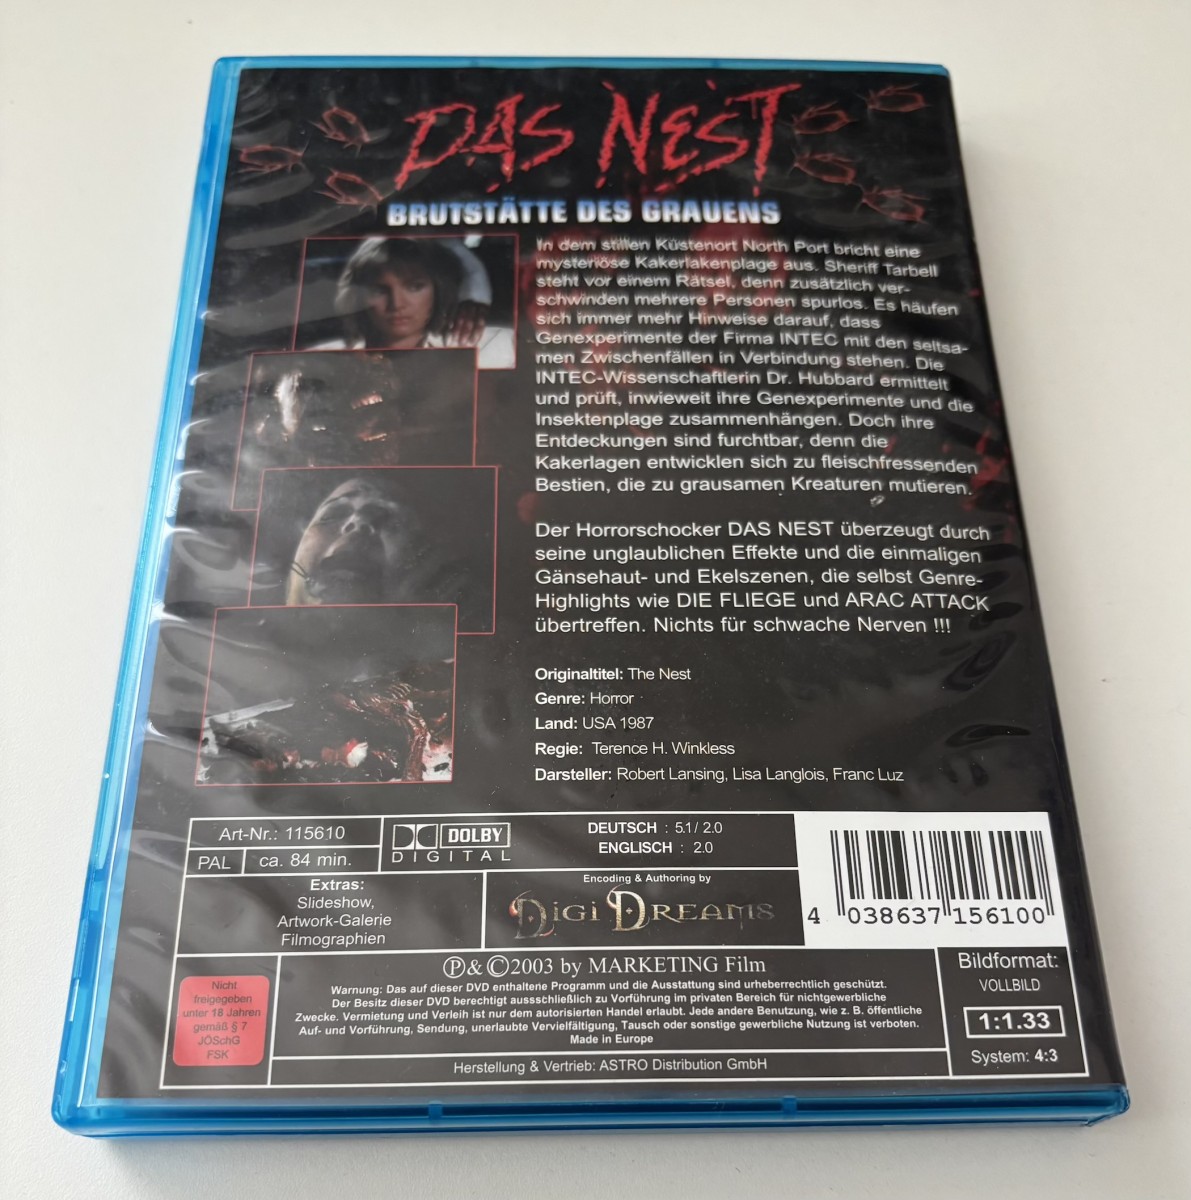 DAS NEST
BRUTSTÄTTE DES GRAUENS
In dem stillen Küstenort North Port bricht eine
mysteriöse Kakerlakenplage aus. Sheriff Tarbell
steht vor einem Rätsel, denn zusätzlich ver-
schwinden mehrere Personen spurlos. Es häufen
sich immer mehr Hinweise darauf, dass
Genexperimente der Firma INTEC mit den seltsa-
men Zwischenfällen in Verbindung stehen. Die
INTEC-Wissenschaftlerin Dr. Hubbard ermittelt
und prüft, inwieweit ihre Genexperimente und die
Insektenplage zusammenhängen. Doch ihre
Entdeckungen sind furchtbar, denn die
Kakerlagen entwicklen sich zu fleischfressenden
Bestien, die zu grausamen Kreaturen mutieren.
Der Horrorschocker DAS NEST überzeugt durch
seine unglaublichen Effekte und die einmaligen
Gänsehaut- und Ekelszenen, die selbst Genre-
Highlights wie DIE FLIEGE und ARAC ATTACK
übertreffen. Nichts für schwache Nerven !!!
Originaltitel: The Nest
Genre: Horror
Land: USA 1987
Regie: Terence H. Winkless
Darsteller: Robert Lansing, Lisa Langlois, Franc Luz
Art-Nr.: 115610
PAL ca. 84 min.
DOLBY
DIGITAL
DEUTSCH : 5.1 / 2.0
ENGLISCH : 2.0
Extras:
Slideshow,
Artwork-Galerie
Filmographien
Encoding & Authoring by
DIGI DREAMS
4 038637 156100
Ⓟ & ©2003 by MARKETING Film
Warnung: Das auf dieser DVD enthaltene Programm und die Ausstattung sind urheberrechtlich geschützt.
Der Besitz dieser DVD berechtigt aussschließlich zu Vorführung im privaten Bereich für nichtgewerbliche
Zwecke. Vermietung und Verleih ist nur dem autorisierten Handel erlaubt. Jede andere Benutzung, wie z. B. öffentliche
Auf- und Vorführung, Sendung, unerlaubte Vervielfältigung, Tausch oder sonstige gewerbliche Nutzung ist verboten.
Made in Europe
Herstellung & Vertrieb: ASTRO Distribution GmbH
Nicht
freigegeben
unter 18 Jahren
gemäß § 7
JÖSchG
FSK
Bildformat:
VOLLBILD
1:1.33
System: 4:3